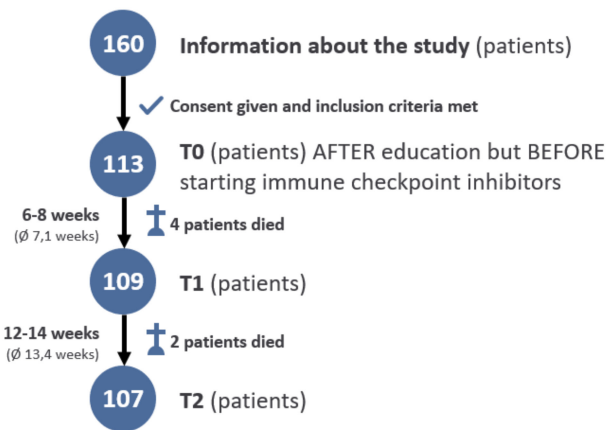 160
Information about the study (patients)
Consent given and inclusion criteria met
113
T0 (patients) AFTER education but BEFORE
starting immune checkpoint inhibitors
6-8 weeks
(Ø 7,1 weeks)
4 patients died
109
T1 (patients)
12-14 weeks
(Ø 13,4 weeks)
2 patients died
107
T2 (patients)